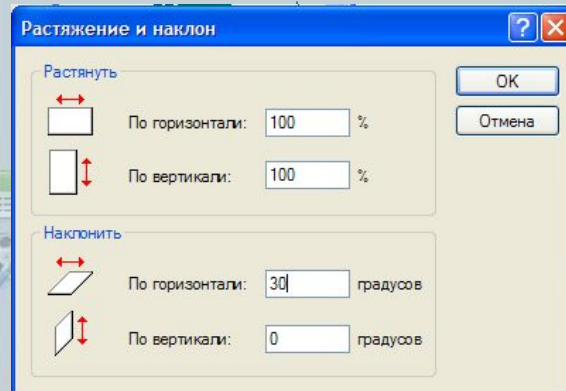 Растяжение и наклон
Растянуть
По горизонтали: 100 %
По вертикали: 100 %
OK
Отмена
Наклонить
По горизонтали: 30 градусов
По вертикали: 0 градусов